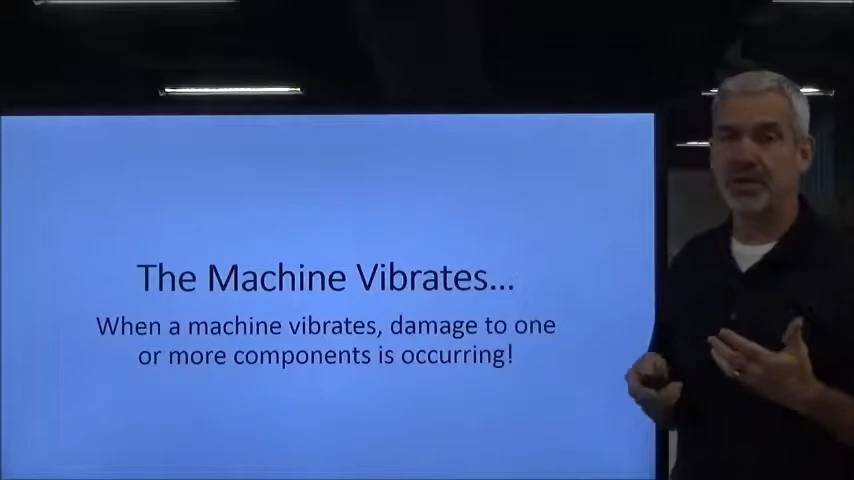 The Machine Vibrates...
When a machine vibrates, damage to one
or more components is occurring!